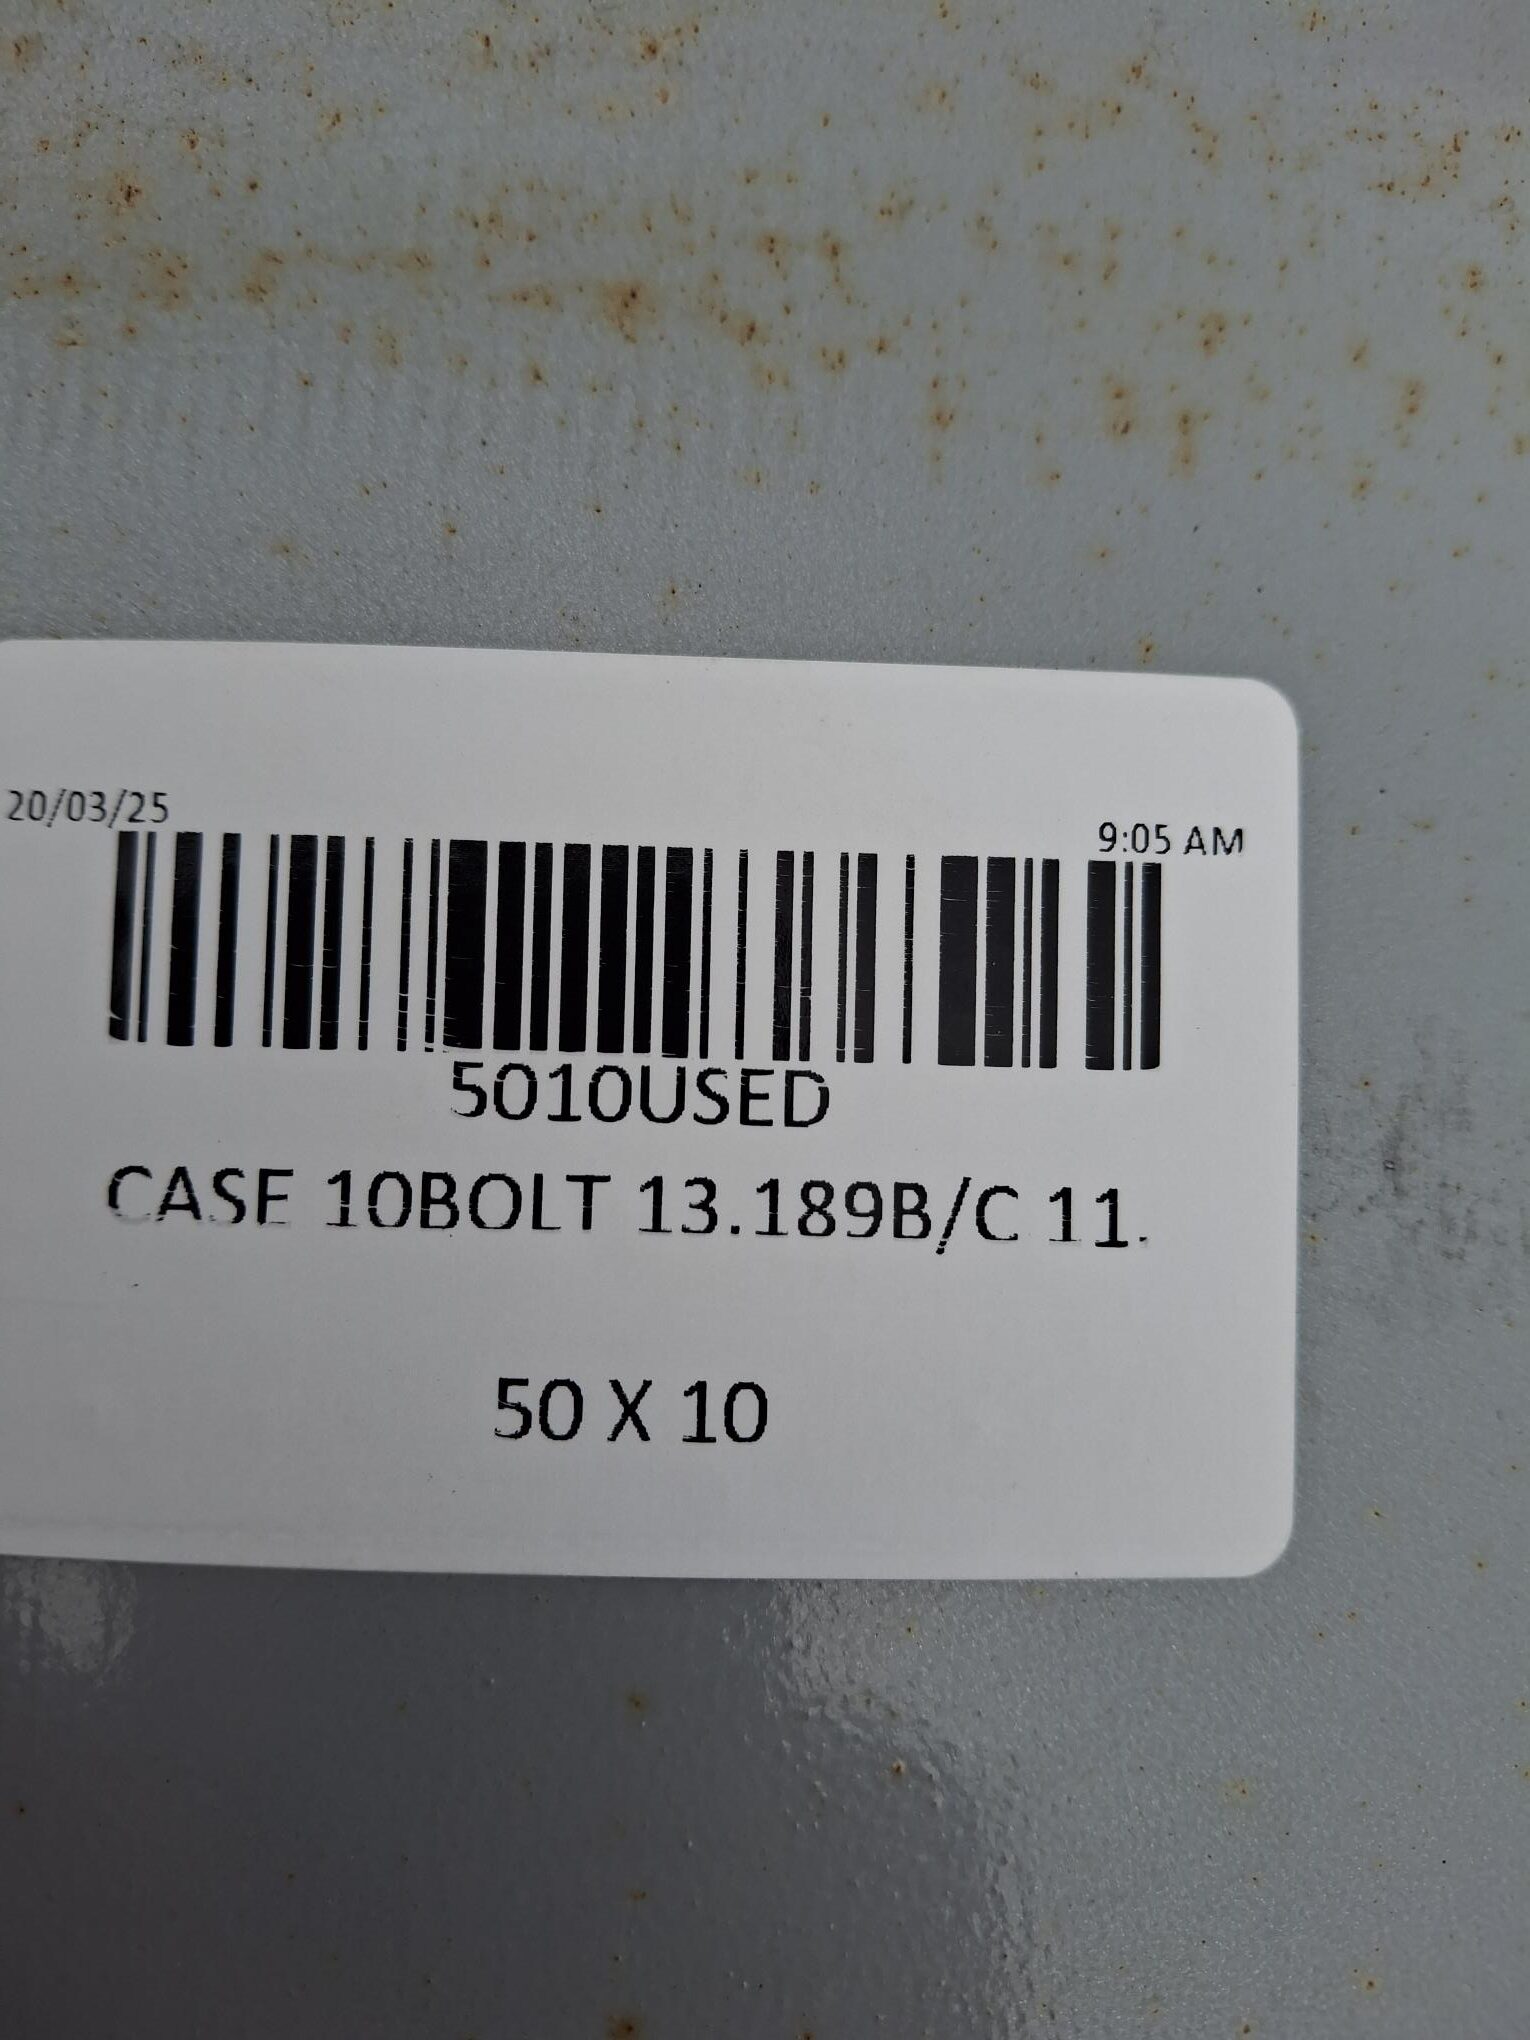 20/03/25
9:05 AM
5010USED
CASE 10BOLT 13.189B/C 11.
50 X 10